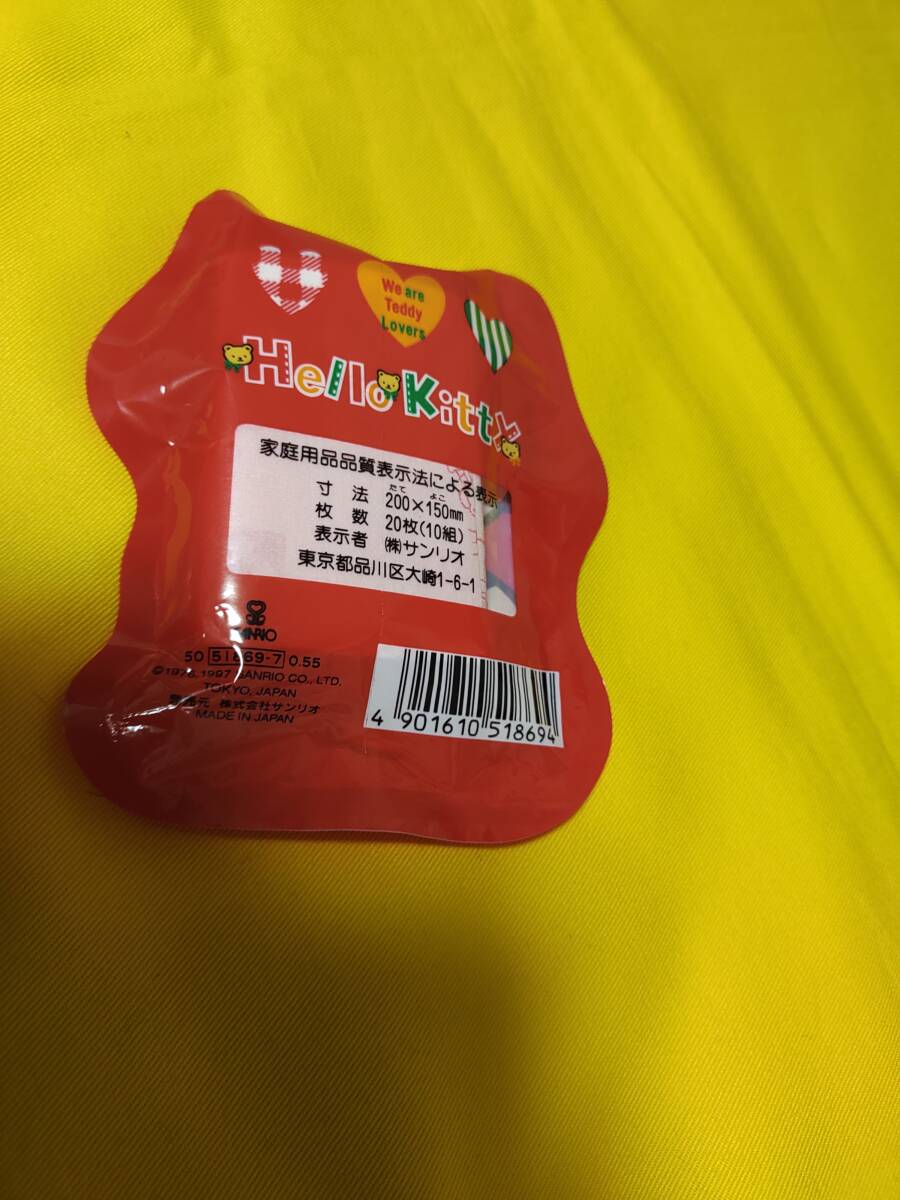 We are
Teddy
Lovers
Hello Kitty
家庭用品品質表示法による表示
たて よこ
寸法 200×150mm
枚数 20枚(10組)
表示者 ㈱サンリオ
東京都品川区大崎1-6-1
SANRIO
50 51869-7 0.55
©1976,1997 SANRIO CO., LTD.
TOKYO, JAPAN
発売元 株式会社サンリオ
MADE IN JAPAN
4 901610 518694